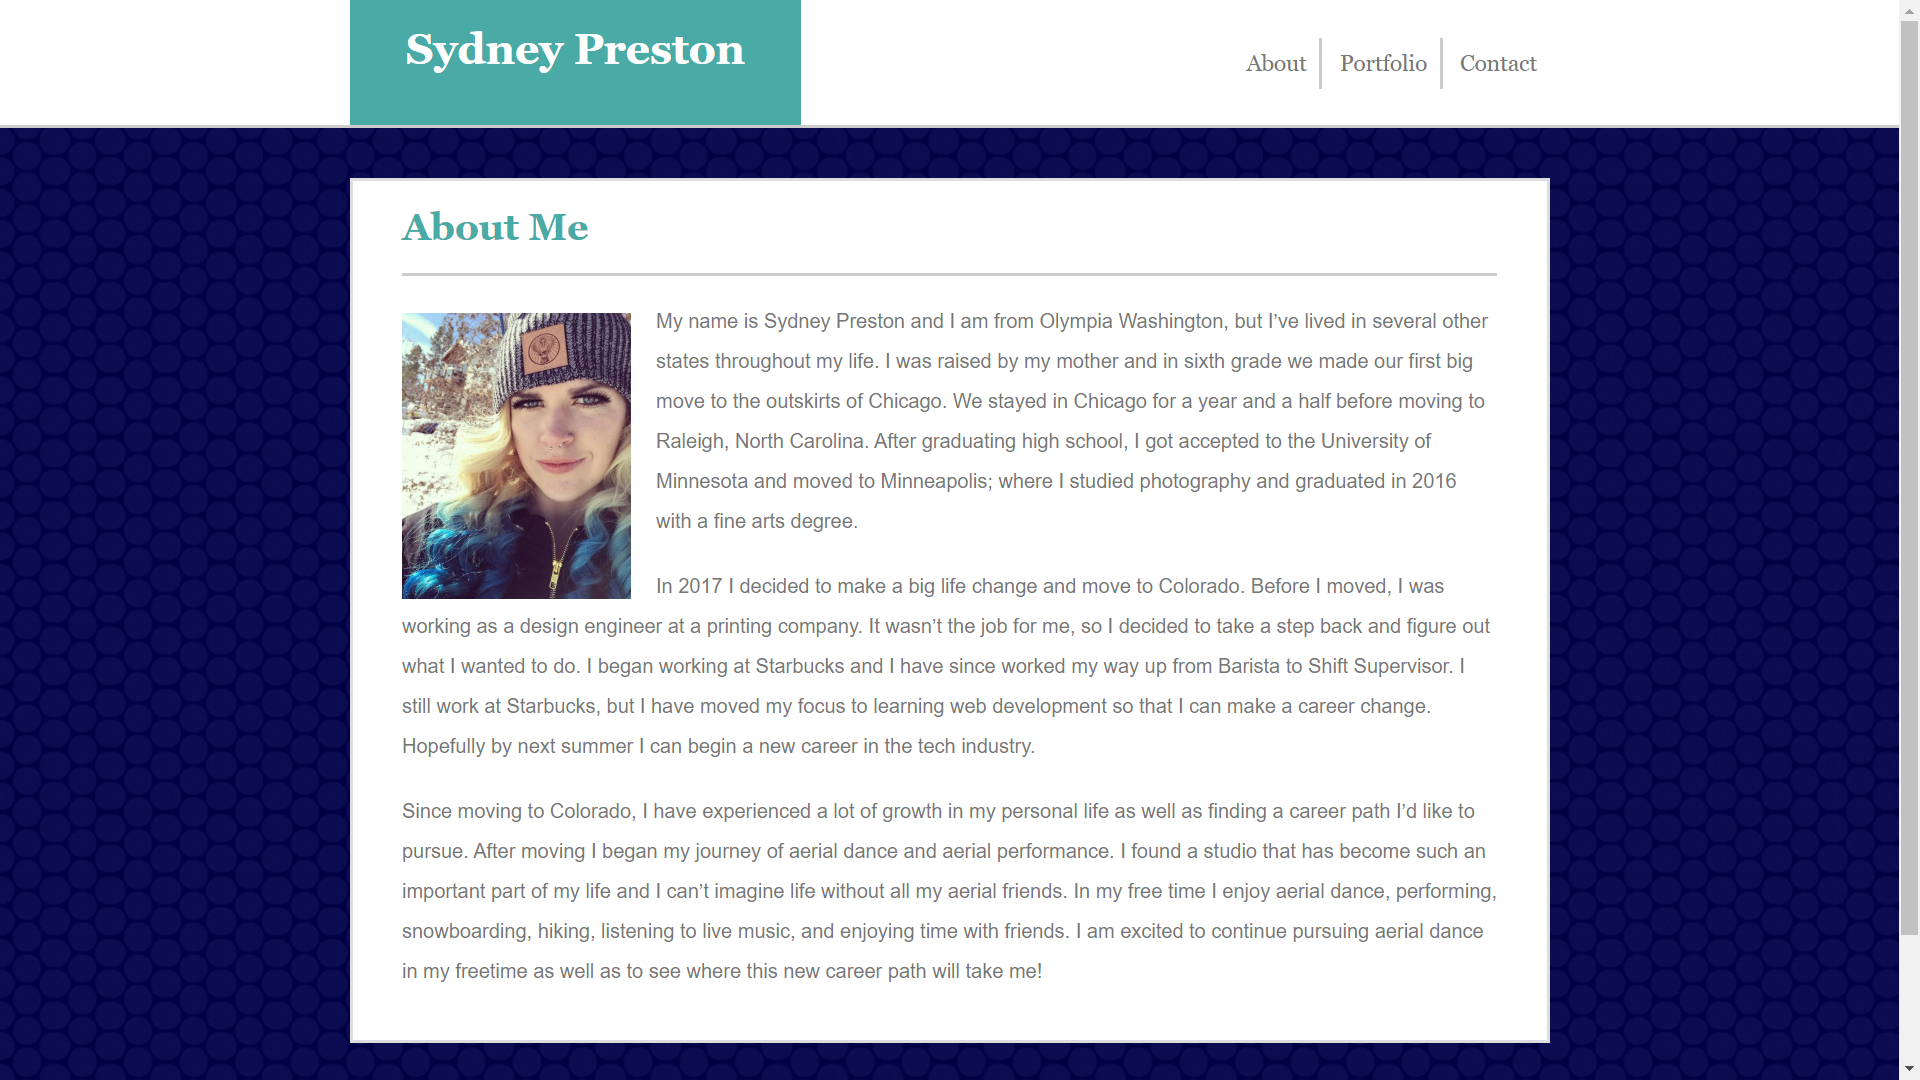 Sydney Preston
About
Portfolio
Contact
About Me
My name is Sydney Preston and I am from Olympia Washington, but I’ve lived in several other
states throughout my life. I was raised by my mother and in sixth grade we made our first big
move to the outskirts of Chicago. We stayed in Chicago for a year and a half before moving to
Raleigh, North Carolina. After graduating high school, I got accepted to the University of
Minnesota and moved to Minneapolis; where I studied photography and graduated in 2016
with a fine arts degree.
In 2017 I decided to make a big life change and move to Colorado. Before I moved, I was
working as a design engineer at a printing company. It wasn’t the job for me, so I decided to take a step back and figure out
what I wanted to do. I began working at Starbucks and I have since worked my way up from Barista to Shift Supervisor. I
still work at Starbucks, but I have moved my focus to learning web development so that I can make a career change.
Hopefully by next summer I can begin a new career in the tech industry.
Since moving to Colorado, I have experienced a lot of growth in my personal life as well as finding a career path I’d like to
pursue. After moving I began my journey of aerial dance and aerial performance. I found a studio that has become such an
important part of my life and I can’t imagine life without all my aerial friends. In my free time I enjoy aerial dance, performing,
snowboarding, hiking, listening to live music, and enjoying time with friends. I am excited to continue pursuing aerial dance
in my freetime as well as to see where this new career path will take me!